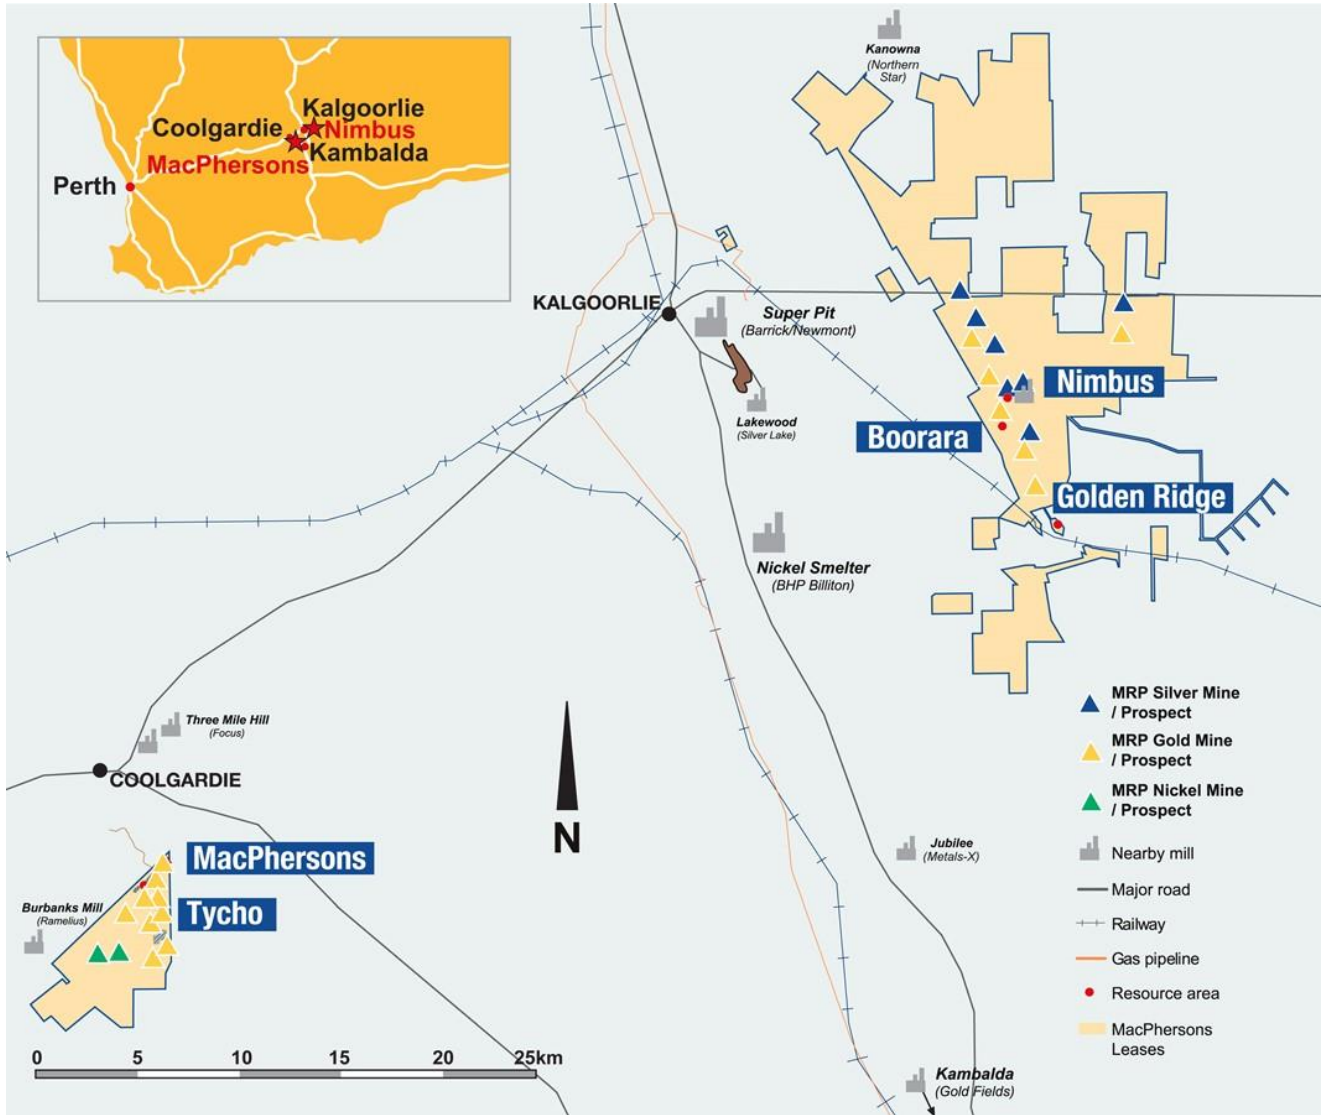 Kanowna
(Northern
Star)
Kalgoorlie
Coolgardie
Nimbus
Kambalda
MacPhersons
Perth
KALGOORLIE
Super Pit
(Barrick/Newmont)
Lakewood
(Silver Lake)
Nimbus
Boorara
Golden Ridge
Nickel Smelter
(BHP Billiton)
Three Mile Hill
(Focus)
COOLGARDIE
N
MacPhersons
Tycho
Burbanks Mill
(Ramelius)
Jubilee
(Metals-X)
Kambalda
(Gold Fields)
MRP Silver Mine
/ Prospect
MRP Gold Mine
/ Prospect
MRP Nickel Mine
/ Prospect
Nearby mill
Major road
Railway
Gas pipeline
Resource area
MacPhersons
Leases
0 5 10 15 20 25km